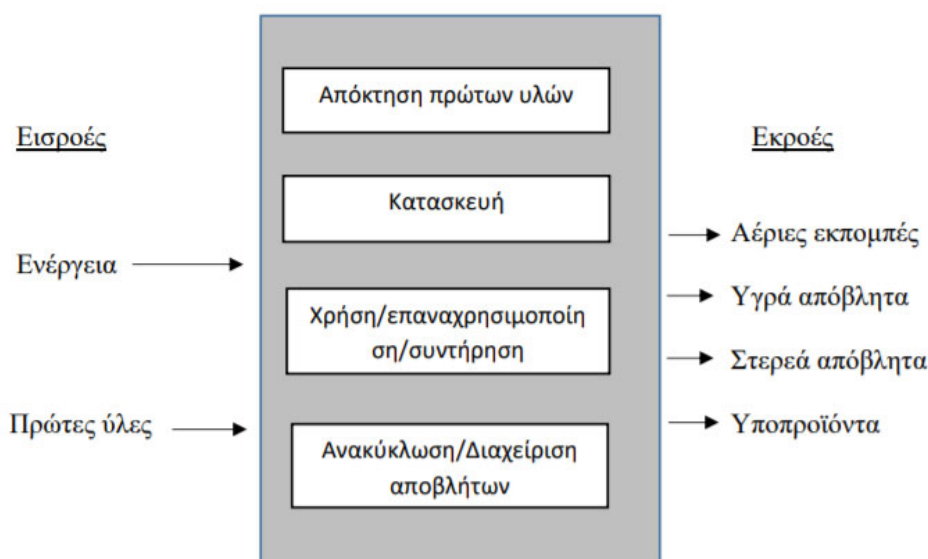 Απόκτηση πρώτων υλών
Εισροές
Εκροές
Κατασκευή
Αέριες εκπομπές
Ενέργεια
Υγρά απόβλητα
Χρήση/επαναχρησιμοποίη
ση/συντήρηση
Στερεά απόβλητα
Πρώτες ύλες
Υποπροϊόντα
Ανακύκλωση/Διαχείριση
αποβλήτων